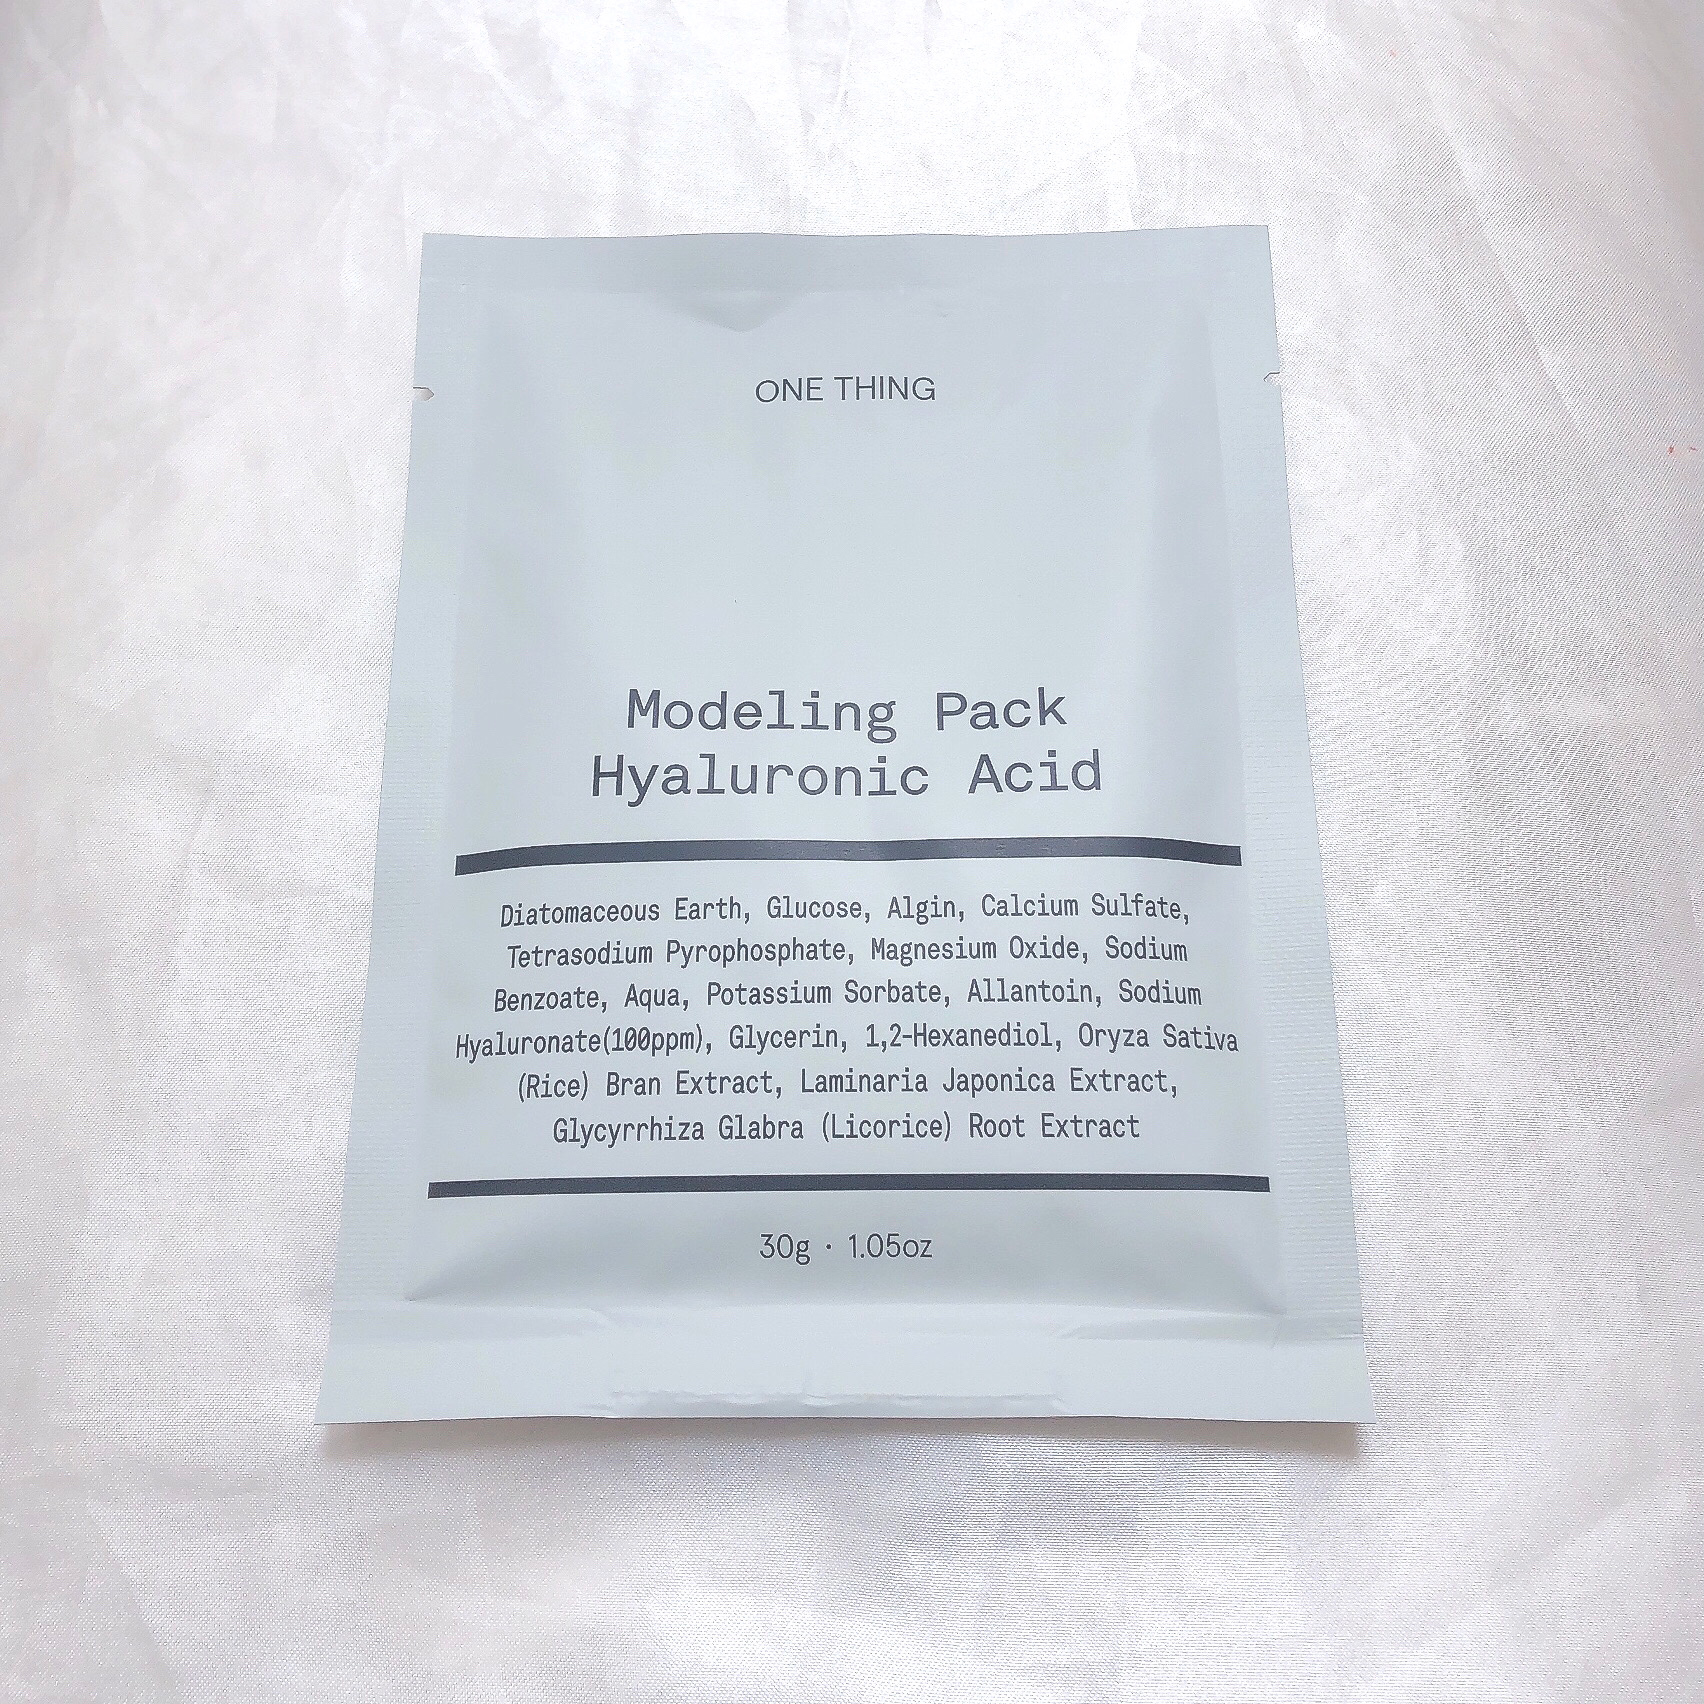 ONE THING
Modeling Pack
Hyaluronic Acid
Diatomaceous Earth, Glucose, Algin, Calcium Sulfate,
Tetrasodium Pyrophosphate, Magnesium Oxide, Sodium
Benzoate, Aqua, Potassium Sorbate, Allantoin, Sodium
Hyaluronate(100ppm), Glycerin, 1,2-Hexanediol, Oryza Sativa
(Rice) Bran Extract, Laminaria Japonica Extract,
Glycyrrhiza Glabra (Licorice) Root Extract
30g · 1.05oz